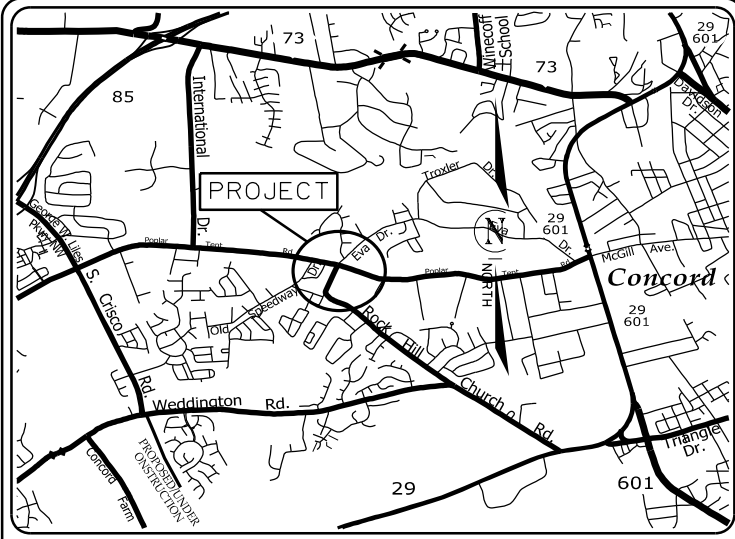 73
29
601
Winecoff
School
73
Davidson
Dr.
85
International
Dr.
PROJECT
Troxler
Dr.
George W Liles
Pkwy NW
Eva Dr.
Eva
Dr.
N
NORTH
29
601
McGill Ave.
Concord
Poplar Tent Rd.
Poplar Tent Rd.
S. Crisco Rd.
Old Speedway Dr.
29
601
Rock Hill Church Rd.
Weddington Rd.
PROPOSED/UNDER
ONSTRUCTION
Concord Farm
29
601
Triangle
Dr.